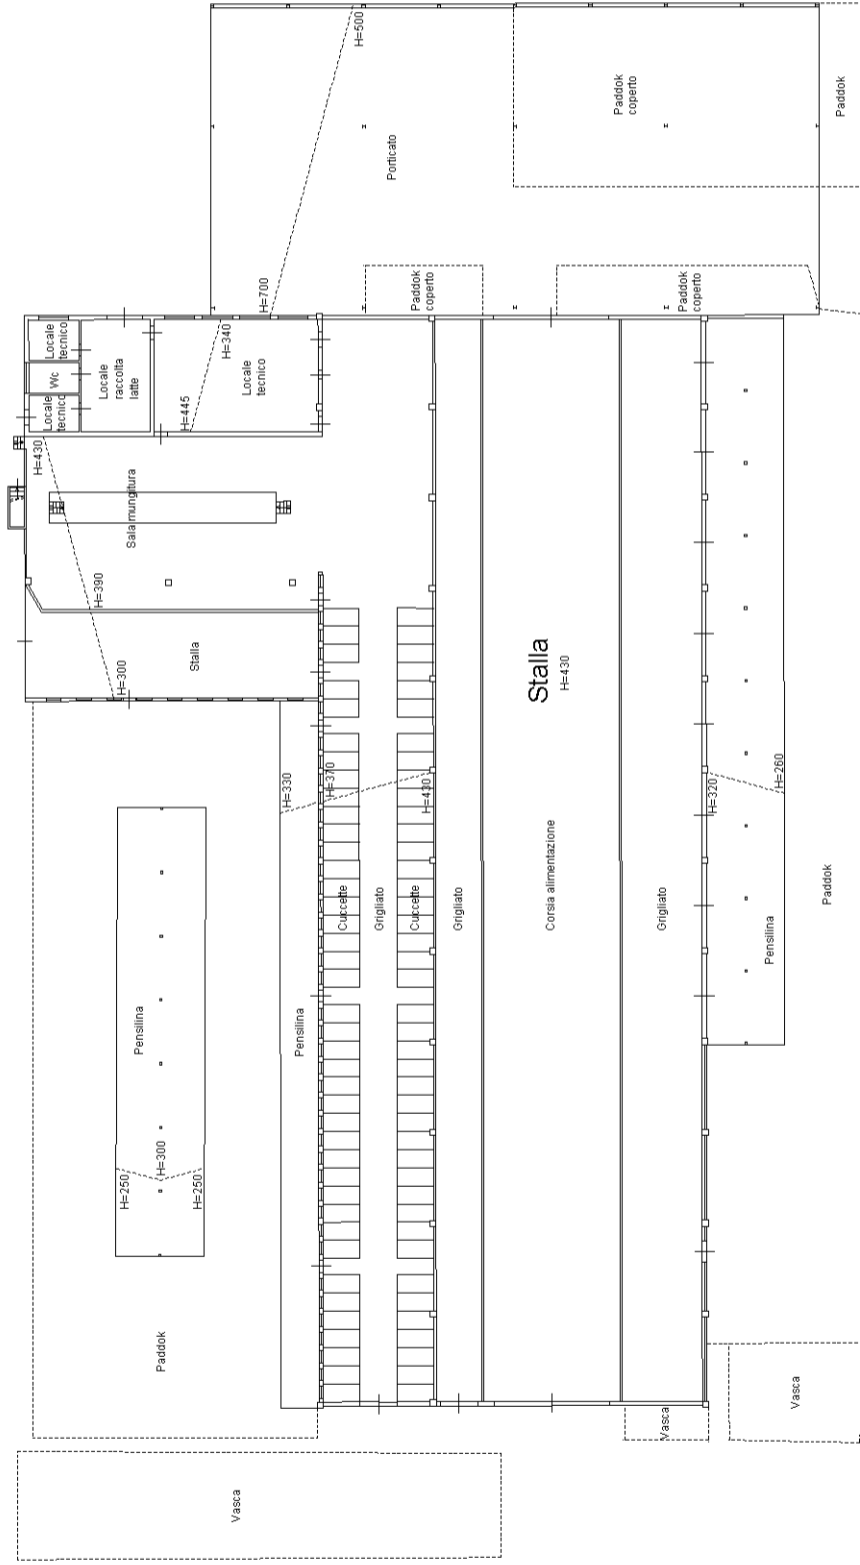 H=500
Paddok
coperto
Paddok
Porticato
H=700
Paddok
coperto
Paddok
coperto
Locale
tecnico
Wc
Locale
tecnico
Locale
raccolta
latte
H=340
Locale
tecnico
H=445
H=430
Sala mungitura
H=390
Stalla
H=300
Stalla
H=430
H=330
H=370
H=430
H=320
H=260
Pensilina
Cuccette
Grigliato
Cuccette
Grigliato
Corsia alimentazione
Grigliato
Pensilina
Paddok
Pensilina
H=250
H=300
H=250
Paddok
Vasca
Vasca
Vasca